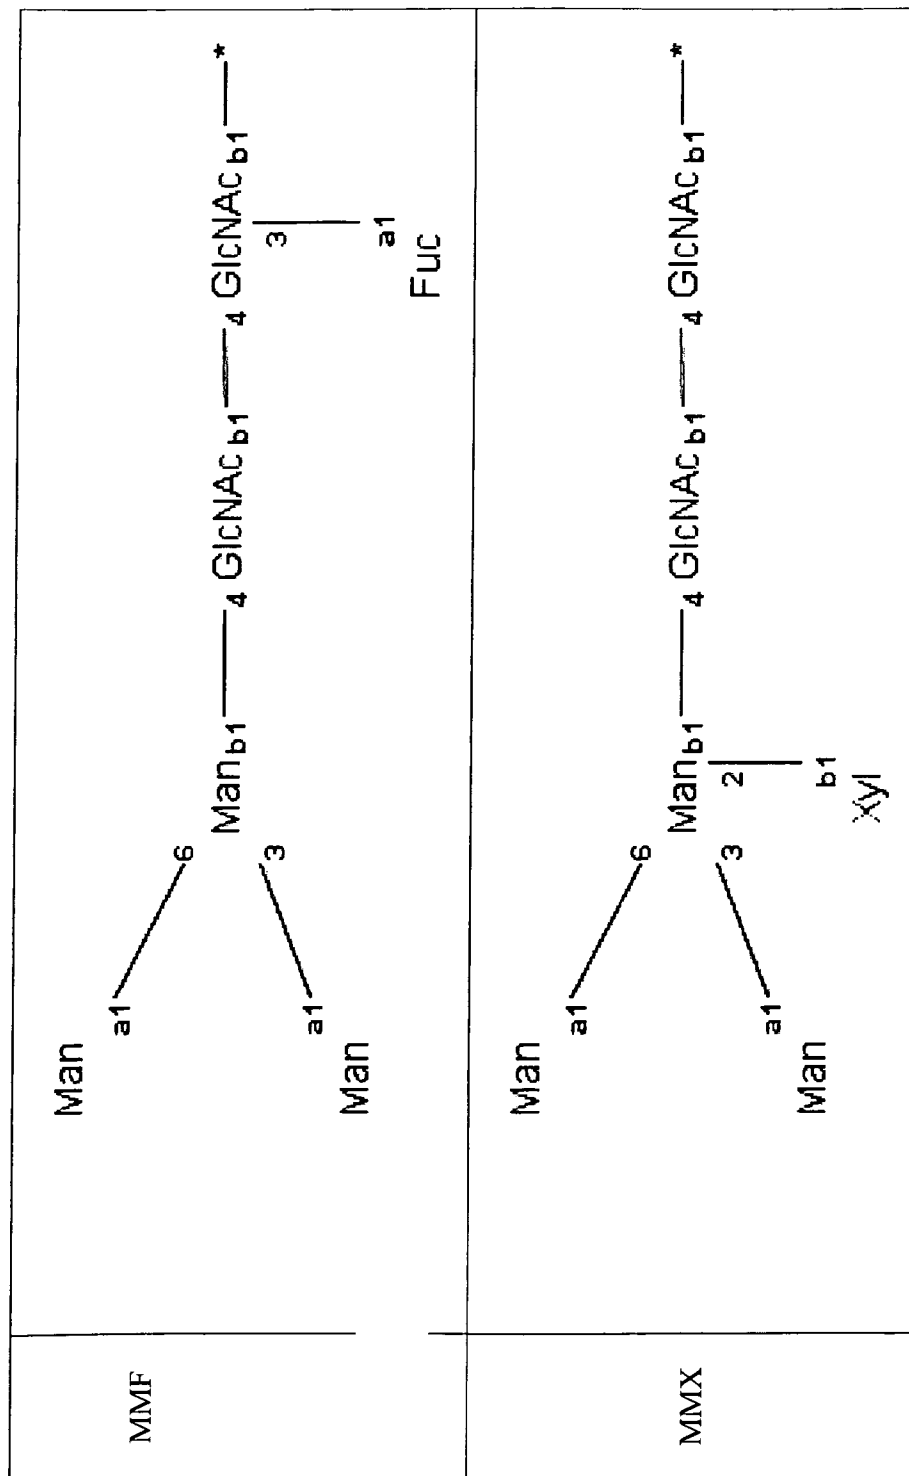 MMF
Man
a1
6
Man b1
4 GlcNAc b1
4 GlcNAc b1
*
3
a1
Man
3
a1
Fuc
MMX
Man
a1
6
Man b1
4 GlcNAc b1
4 GlcNAc b1
*
3
a1
Man
2
b1
Xyl